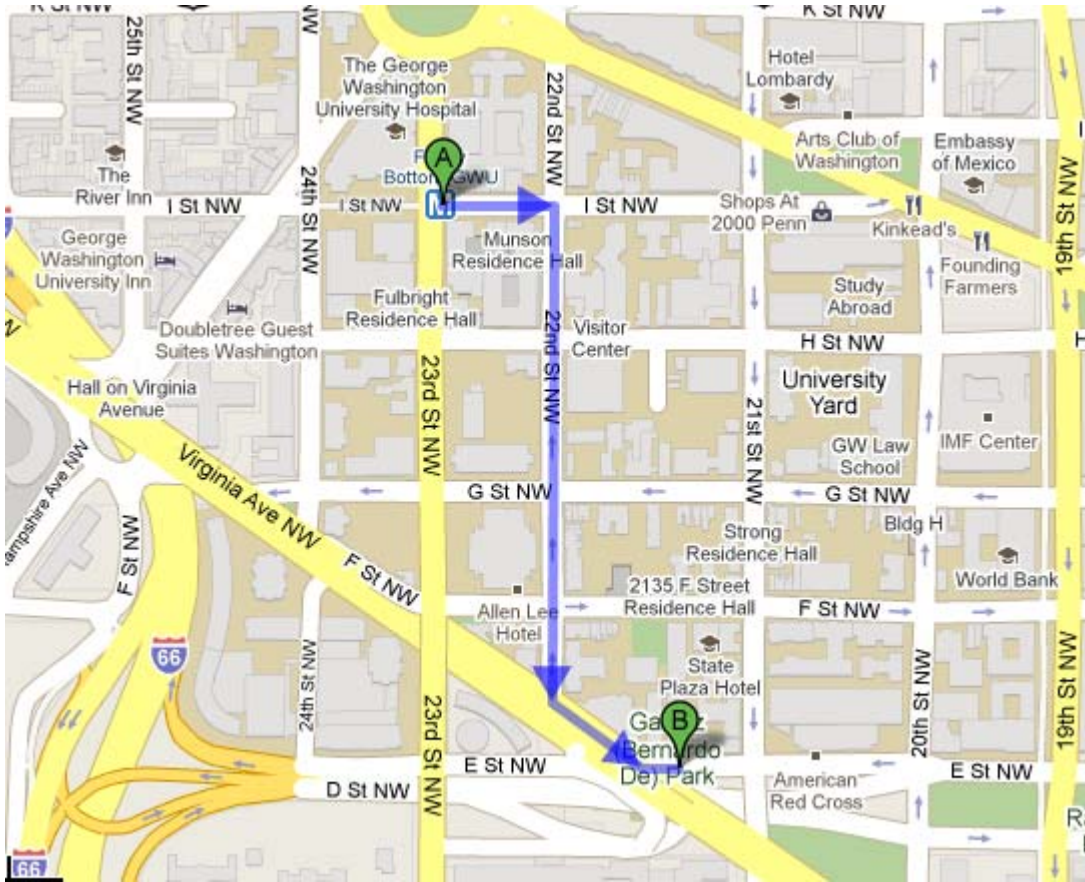 K St NW
K St NW
25th St NW
NW
The George
Washington
University Hospital
22nd St NW
Hotel
Lombardy
Arts Club of
Washington
Embassy
of Mexico
19th St NW
The
River Inn
24th St NW
A
Bottom GWU
M
I St NW
I St NW
I St NW
Shops At
2000 Penn
Kinkead's
Founding
Farmers
George
Washington
University Inn
Munson
Residence Hall
Study
Abroad
Fulbright
Residence Hall
Doubletree Guest
Suites Washington
22nd St NW
Visitor
Center
H St NW
H
Hall on Virginia
Avenue
23rd St NW
University
Yard
21st St NW
GW Law
School
IMF Center
Virginia Ave NW
ampshire Ave NW
G St NW
G St NW
F St NW
F St NW
Strong
Residence Hall
Bldg H
World Bank
Allen Lee
Hotel
2135 F Street
Residence Hall
F St NW
66
24th St NW
State
Plaza Hotel
23rd St NW
20th St NW
19th St NW
B
(Bernardo
De) Park
E St NW
E St NW
D St NW
American
Red Cross
66